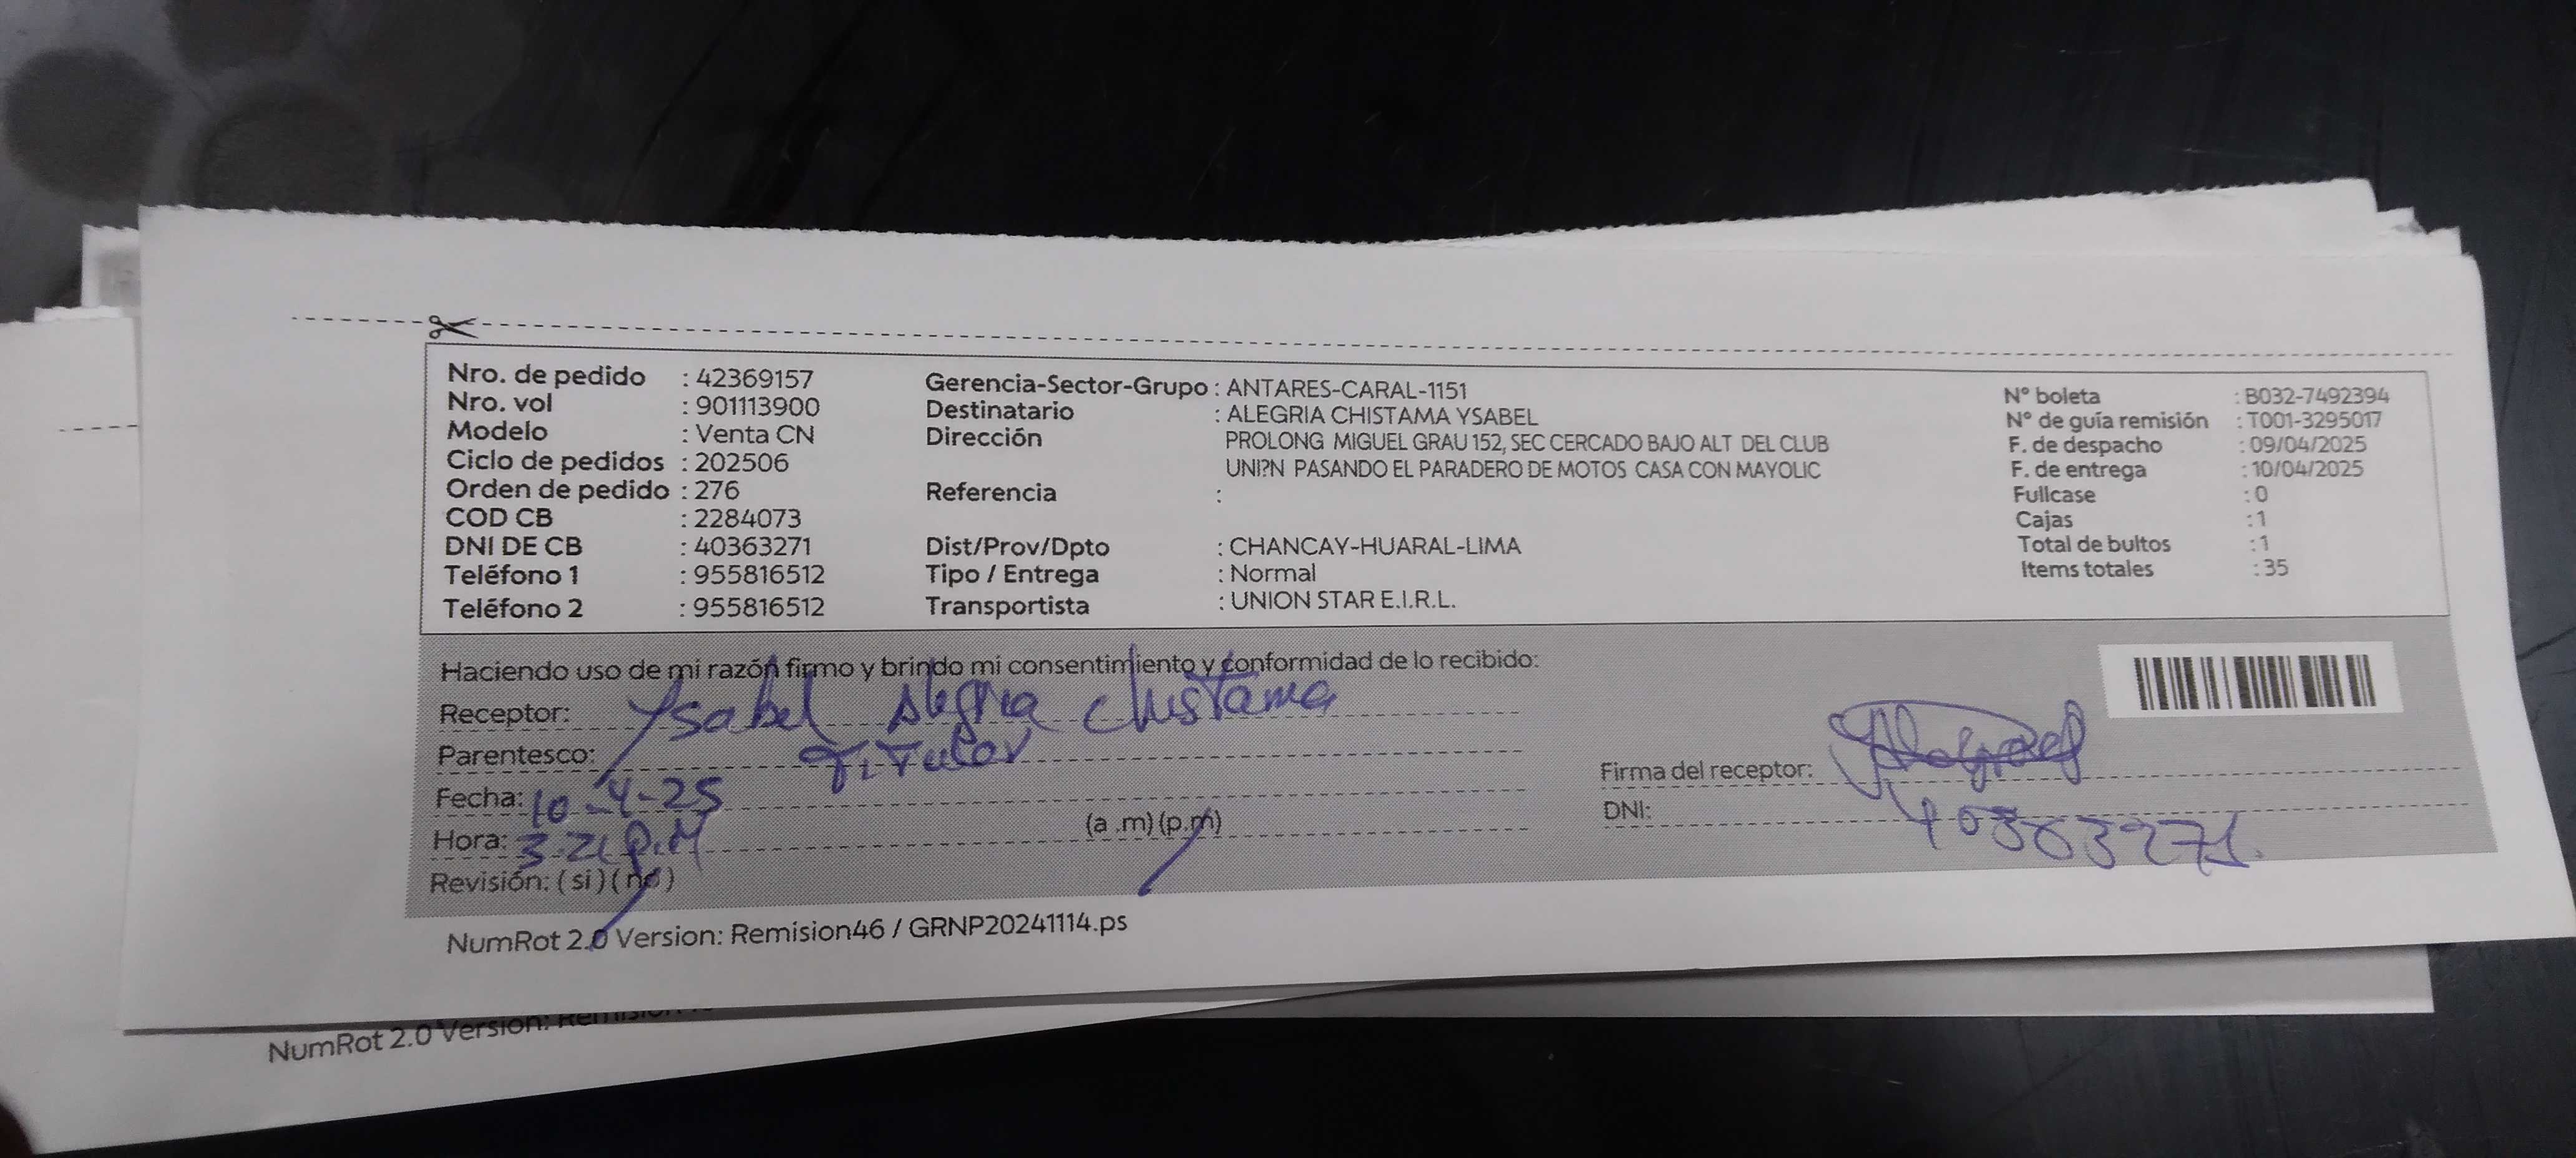 Nro. de pedido : 42369157
Nro. vol : 901113900
Modelo : Venta CN
Ciclo de pedidos : 202506
Orden de pedido : 276
COD CB : 2284073
DNI DE CB : 40363271
Teléfono 1 : 955816512
Teléfono 2 : 955816512
Gerencia-Sector-Grupo : ANTARES-CARAL-1151
Destinatario : ALEGRIA CHISTAMA YSABEL
Dirección PROLONG MIGUEL GRAU 152, SEC CERCADO BAJO ALT DEL CLUB
UNI?N PASANDO EL PARADERO DE MOTOS CASA CON MAYOLIC
Referencia :
Dist/Prov/Dpto : CHANCAY-HUARAL-LIMA
Tipo / Entrega : Normal
Transportista : UNION STAR E.I.R.L.
N° boleta : B032-7492394
N° de guía remisión : T001-3295017
F. de despacho : 09/04/2025
F. de entrega : 10/04/2025
Fullcase : 0
Cajas : 1
Total de bultos : 1
Items totales : 35
Haciendo uso de mi razón firmo y brindo mi consentimiento y conformidad de lo recibido:
Receptor: Ysabel Alegria Chistama
Parentesco: Titular
Fecha: 10-4-25
Hora: 3-21 P.M (a .m) (p.m)
Revisión: ( si ) ( no )
Firma del receptor:
DNI: 40363271
NumRot 2.0 Version: Remision46 / GRNP20241114.ps
NumRot 2.0 Version: